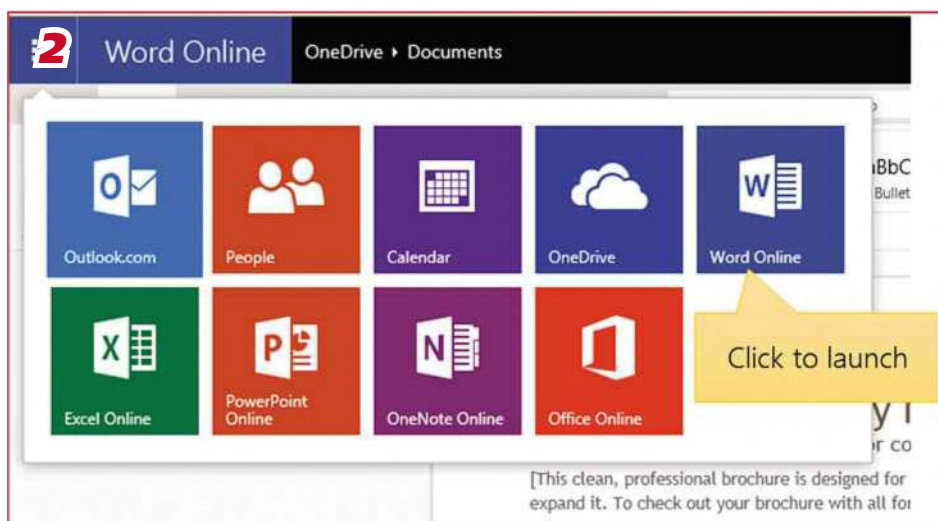 2
Word Online
OneDrive ▸ Documents
Outlook.com
People
Calendar
OneDrive
Word Online
Excel Online
PowerPoint
Online
OneNote Online
Office Online
Click to launch
Bullet
[This clean, professional brochure is designed for
expand it. To check out your brochure with all for